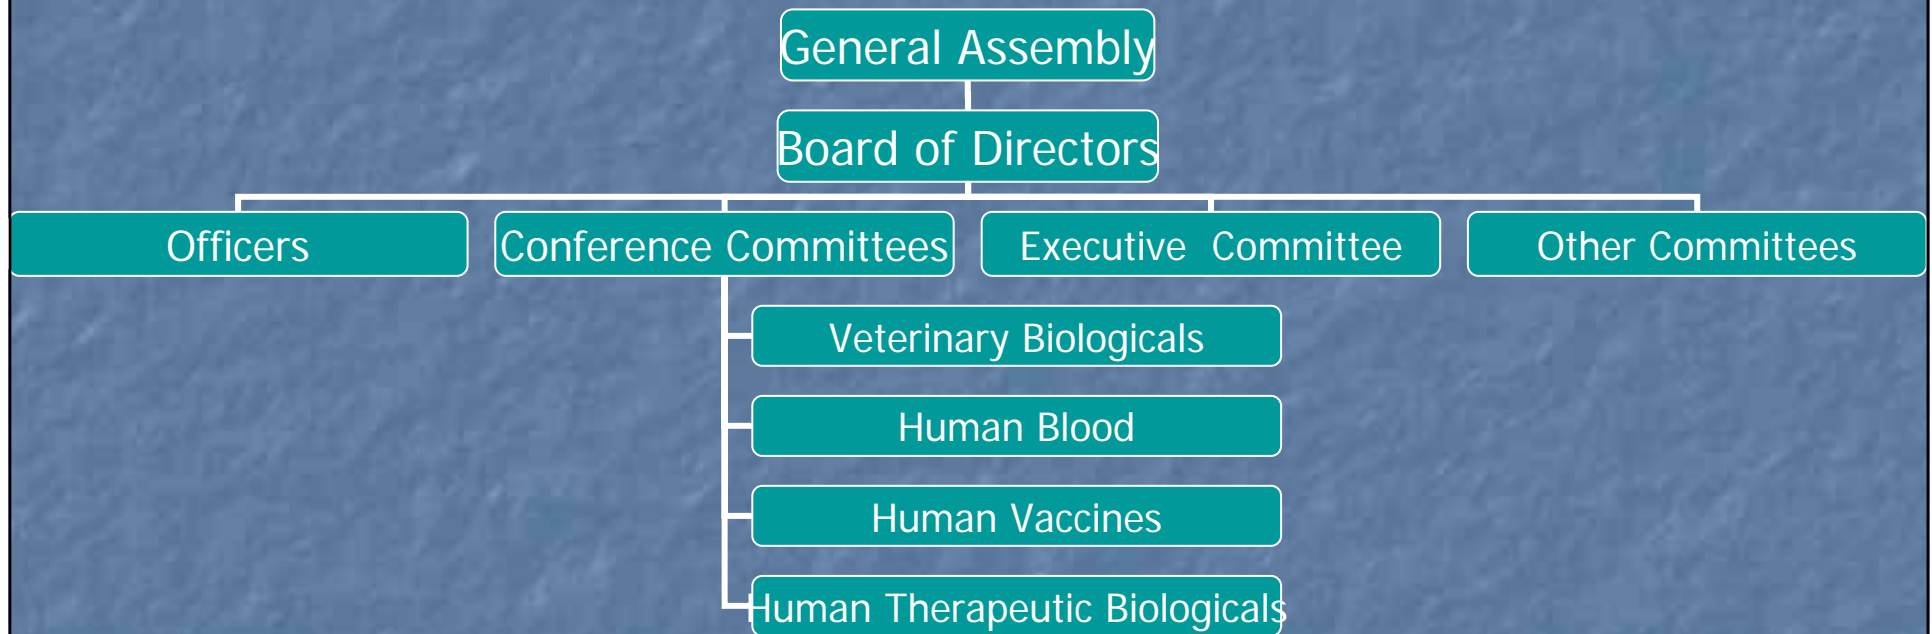 General Assembly
Board of Directors
Officers
Conference Committees
Executive Committee
Other Committees
Veterinary Biologicals
Human Blood
Human Vaccines
Human Therapeutic Biologicals